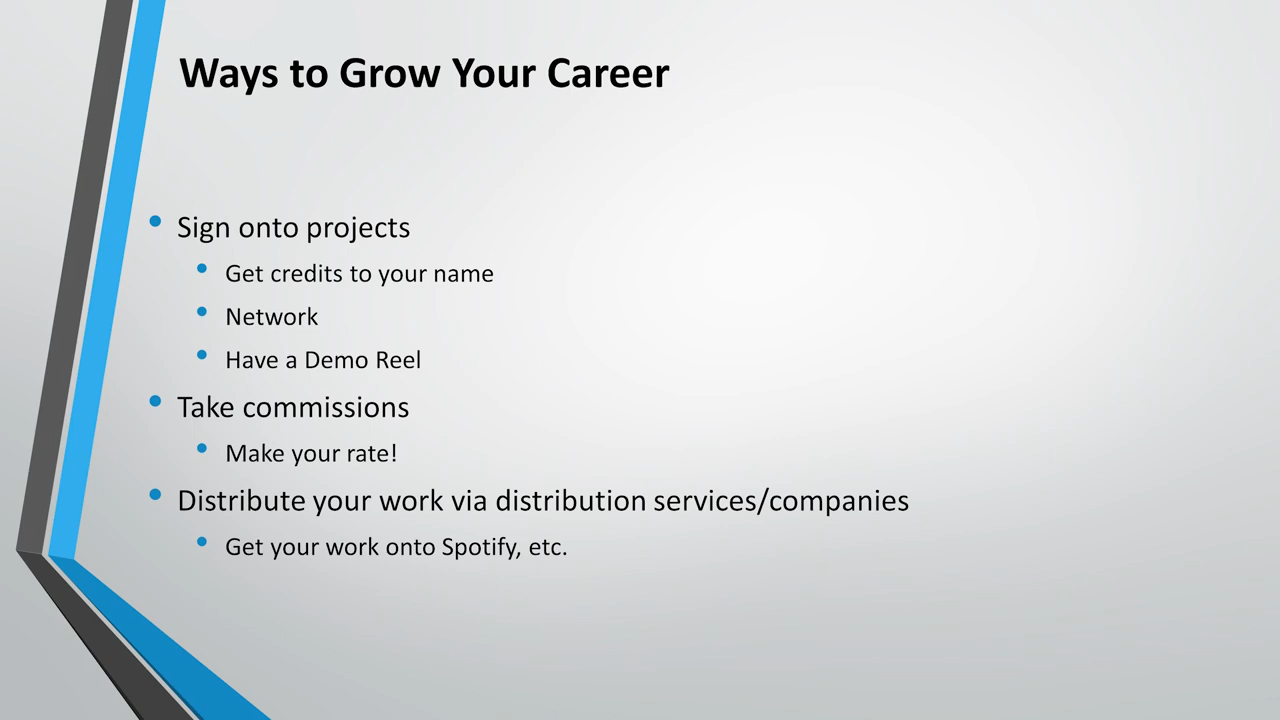 Ways to Grow Your Career
• Sign onto projects
• Get credits to your name
• Network
• Have a Demo Reel
• Take commissions
• Make your rate!
• Distribute your work via distribution services/companies
• Get your work onto Spotify, etc.